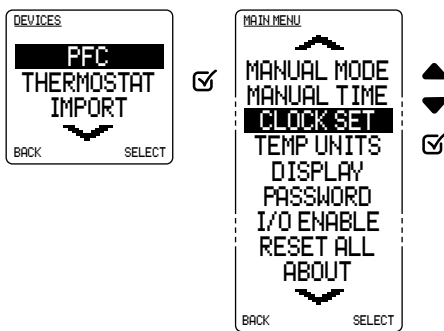 DEVICES
PFC
THERMOSTAT
IMPORT
BACK SELECT
MAIN MENU
MANUAL MODE
MANUAL TIME
CLOCK SET
TEMP UNITS
DISPLAY
PASSWORD
I/O ENABLE
RESET ALL
ABOUT
BACK SELECT